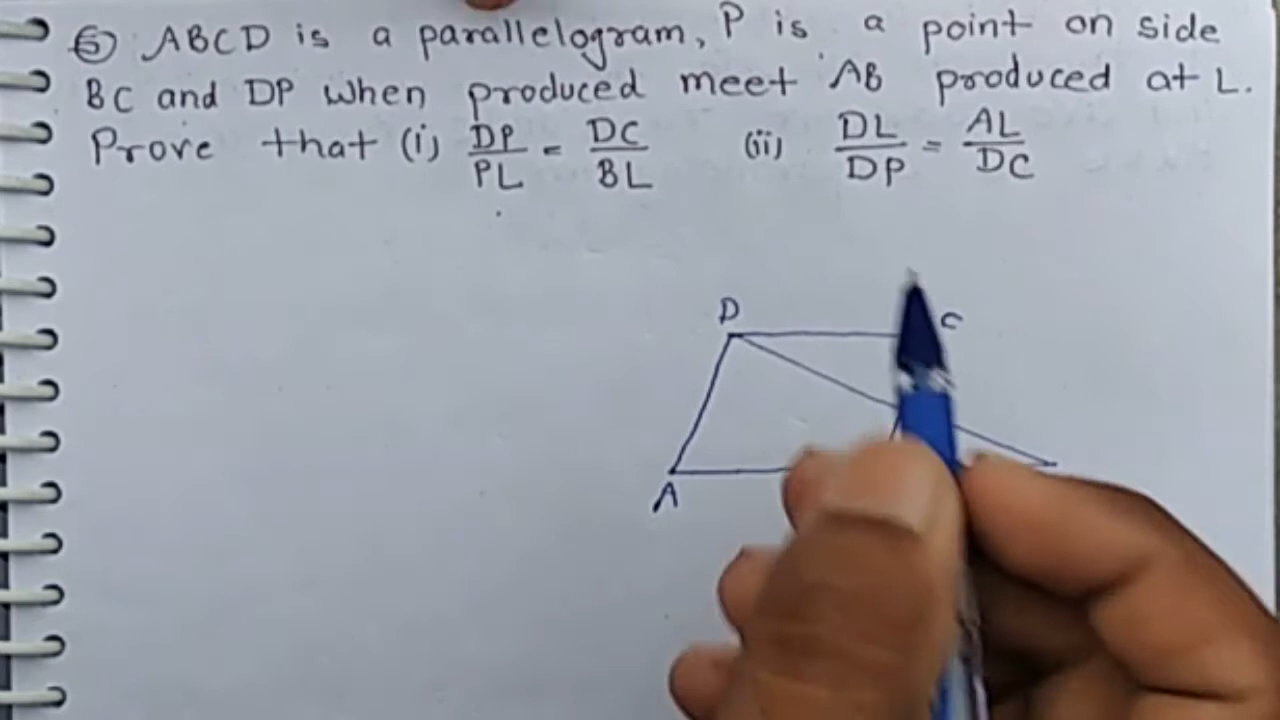 ⑤ ABCD is a parallelogram, P is a point on side
BC and DP when produced meet AB produced at L.
Prove that (i) DP/PL = DC/BL (ii) DL/DP = AL/DC
D
C
A